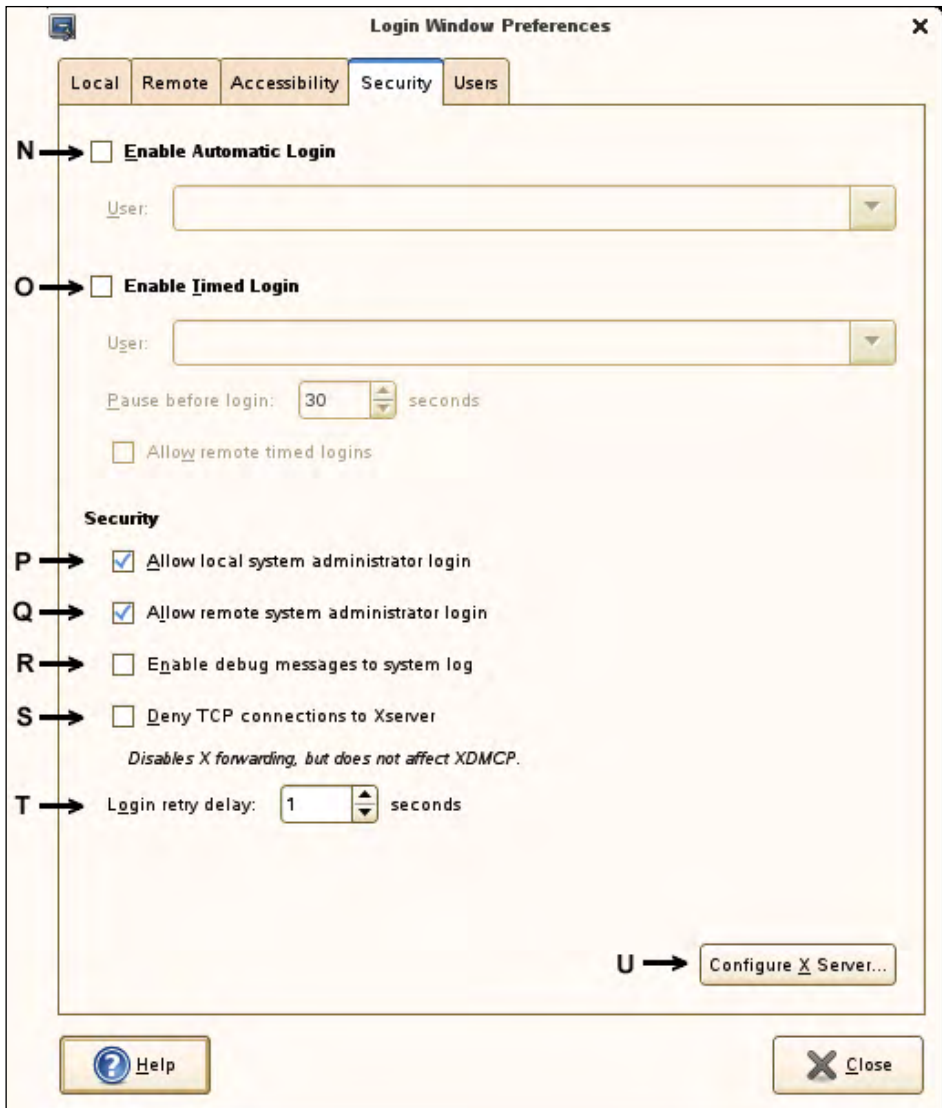 Login Window Preferences
Local Remote Accessibility Security Users
N Enable Automatic Login
User:
O Enable Timed Login
User:
Pause before login: 30 seconds
Allow remote timed logins
Security
P Allow local system administrator login
Q Allow remote system administrator login
R Enable debug messages to system log
S Deny TCP connections to Xserver
Disables X forwarding, but does not affect XDMCP.
T Login retry delay: 1 seconds
U Configure X Server...
Help Close